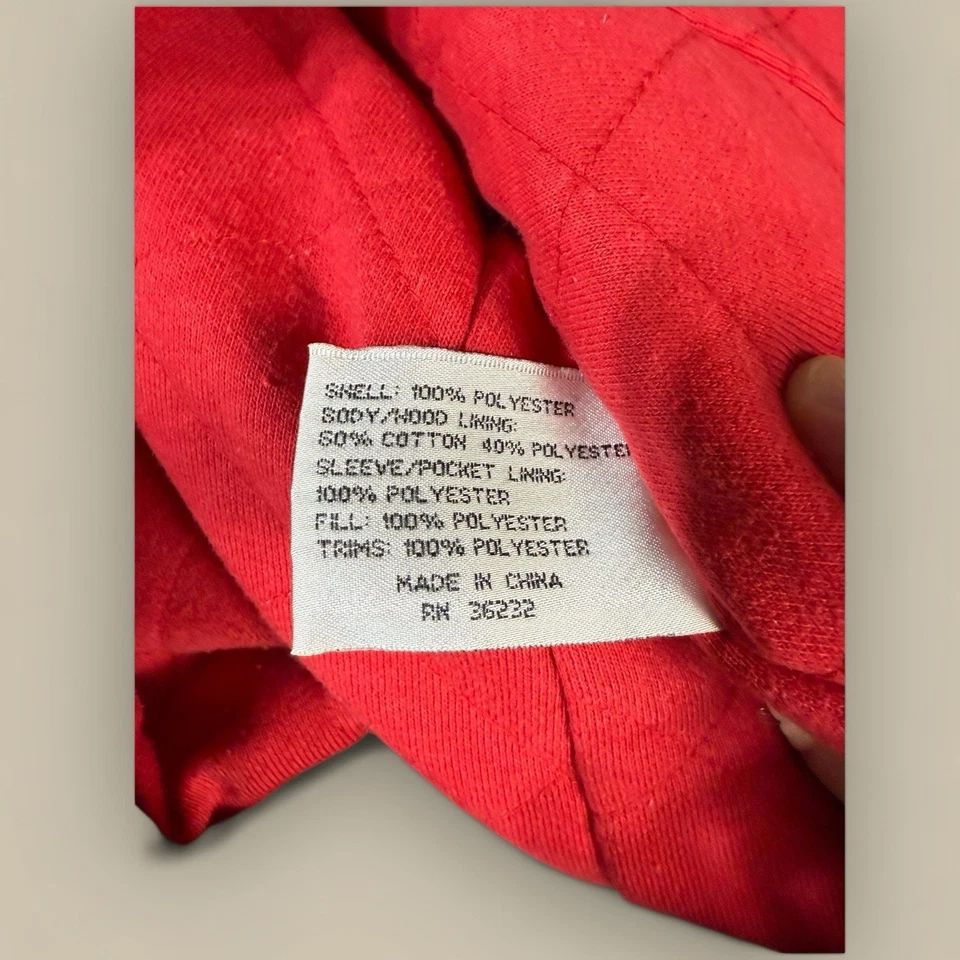 SHELL: 100% POLYESTER
BODY/HOOD LINING:
60% COTTON 40% POLYESTER
SLEEVE/POCKET LINING:
100% POLYESTER
FILL: 100% POLYESTER
TRIMS: 100% POLYESTER
MADE IN CHINA
RN 36232